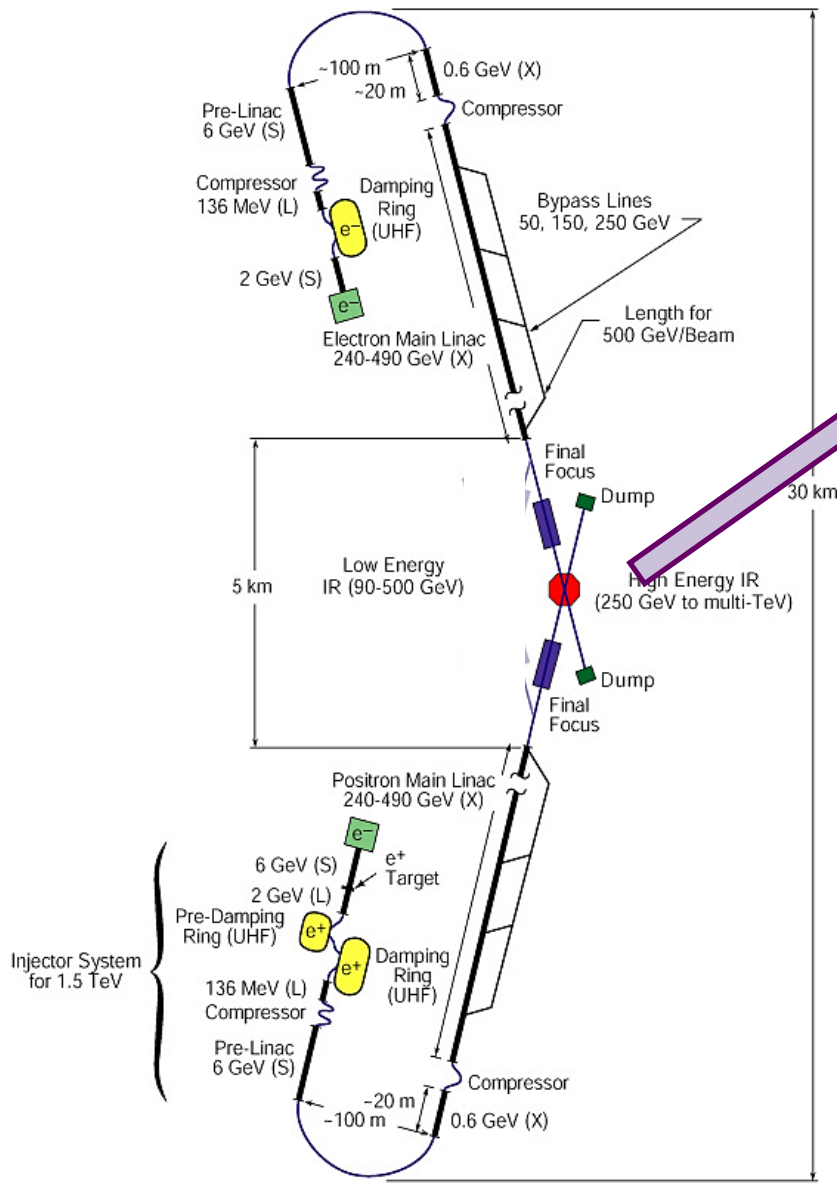 ~100 m
0.6 GeV (X)
~20 m
Compressor
Pre-Linac
6 GeV (S)
Compressor
136 MeV (L)
Damping
Ring
(UHF)
e−
Bypass Lines
50, 150, 250 GeV
2 GeV (S)
e−
Length for
500 GeV/Beam
Electron Main Linac
240-490 GeV (X)
Final
Focus
Dump
30 km
Low Energy
IR (90-500 GeV)
5 km
High Energy IR
(250 GeV to multi-TeV)
Dump
Final
Focus
Positron Main Linac
240-490 GeV (X)
e−
6 GeV (S)
e+
Target
2 GeV (L)
Pre-Damping
Ring (UHF)
e+
e+
Damping
Ring
(UHF)
Injector System
for 1.5 TeV
136 MeV (L)
Compressor
Pre-Linac
6 GeV (S)
Compressor
~20 m
~100 m
0.6 GeV (X)